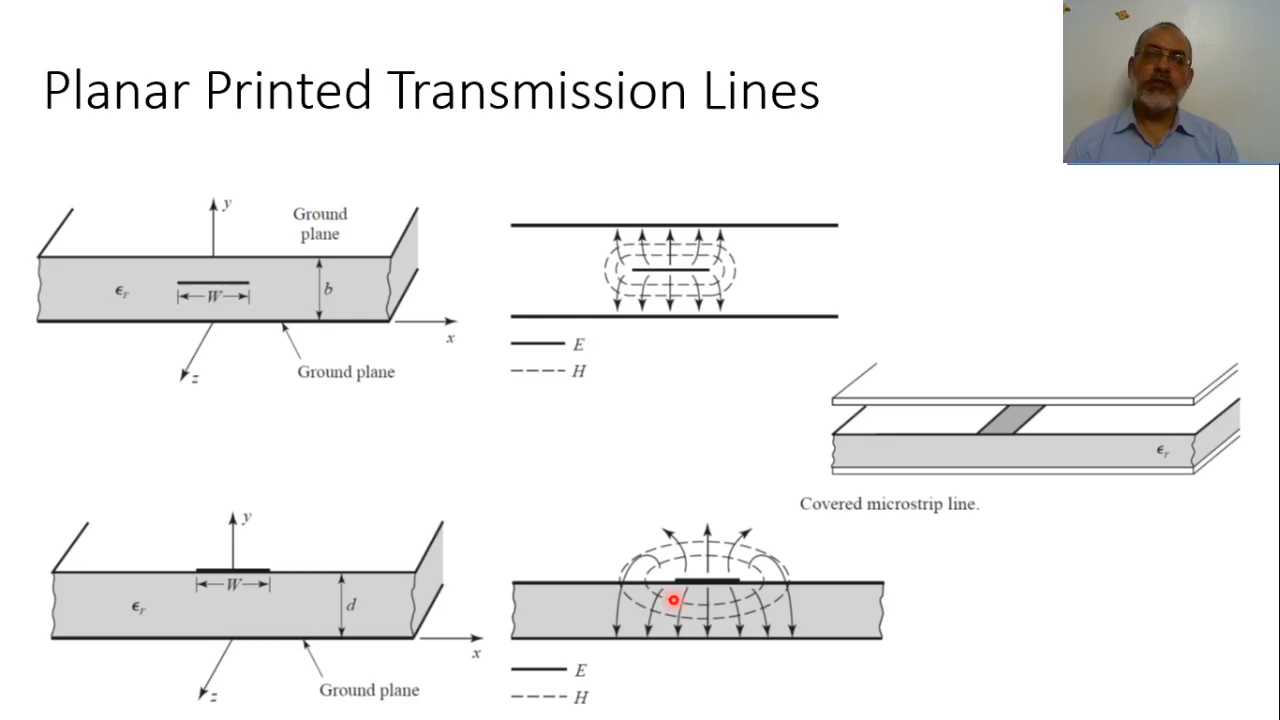 Planar Printed Transmission Lines
y
Ground
plane
ϵr
W
b
x
z
Ground plane
E
H
ϵr
Covered microstrip line.
y
W
ϵr
d
x
z
Ground plane
E
H